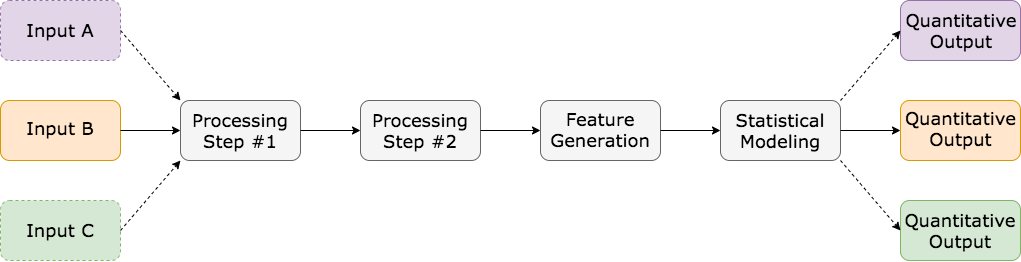 Input A
Quantitative
Output
Input B
Processing
Step #1
Processing
Step #2
Feature
Generation
Statistical
Modeling
Quantitative
Output
Input C
Quantitative
Output